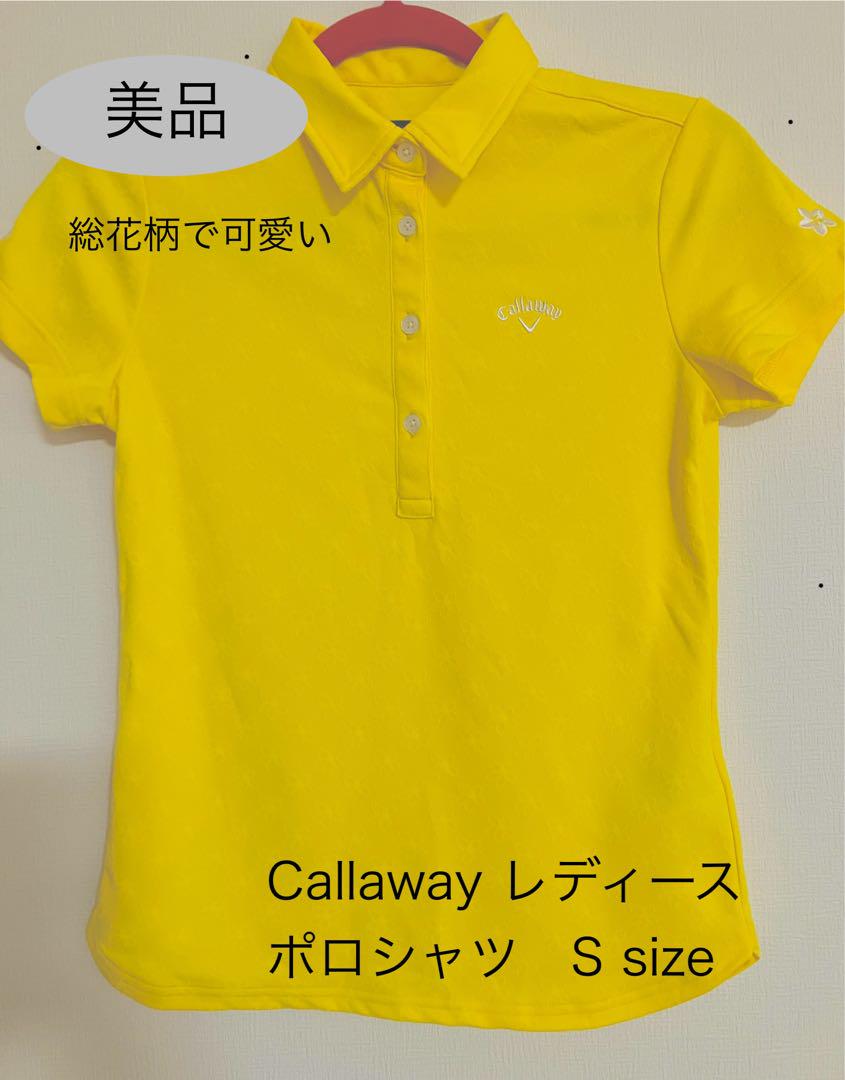 美品
総花柄で可愛い
Callaway
Callaway レディース
ポロシャツ　S size